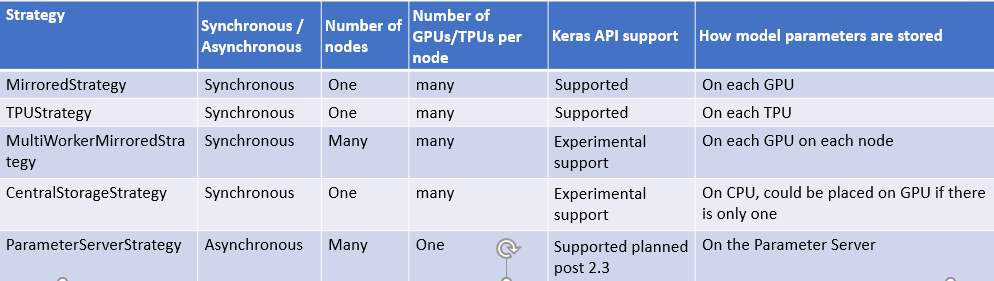 Strategy
Synchronous /
Asynchronous
Number of
nodes
Number of
GPUs/TPUs per
node
Keras API support
How model parameters are stored
MirroredStrategy
Synchronous
One
many
Supported
On each GPU
TPUStrategy
Synchronous
One
many
Supported
On each TPU
MultiWorkerMirroredStra
tegy
Synchronous
Many
many
Experimental
support
On each GPU on each node
CentralStorageStrategy
Synchronous
One
many
Experimental
support
On CPU, could be placed on GPU if there
is only one
ParameterServerStrategy
Asynchronous
Many
One
Supported planned
post 2.3
On the Parameter Server